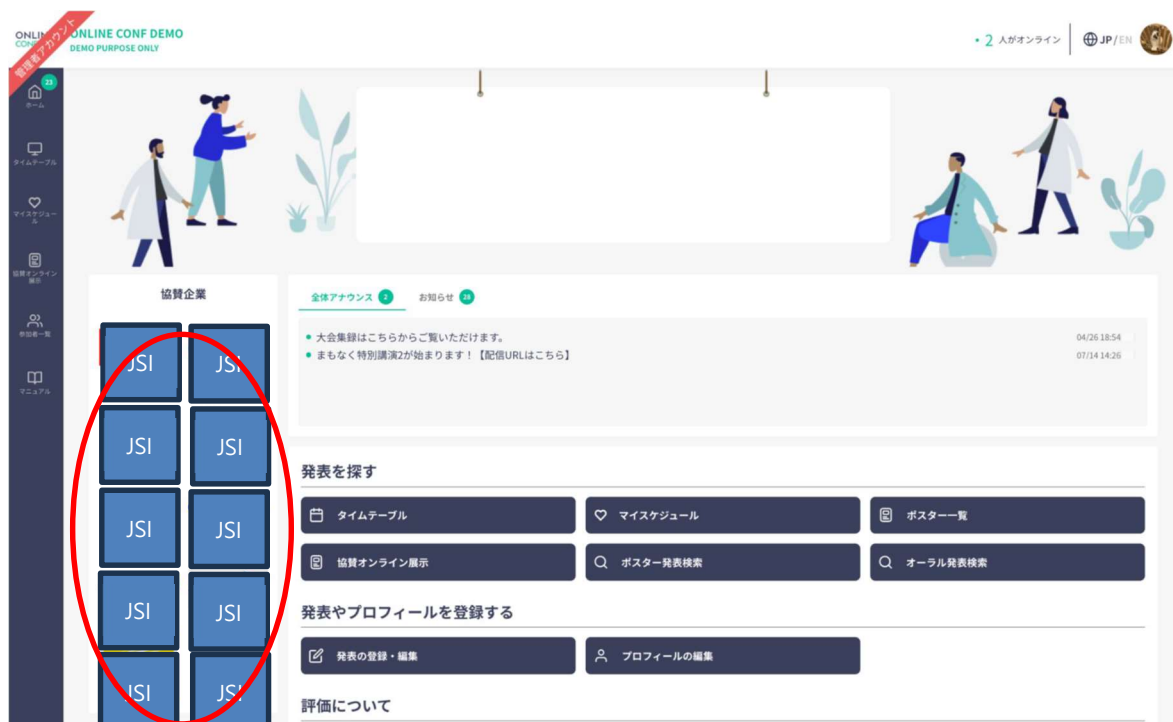 ONLINE CONF DEMO
DEMO PURPOSE ONLY
管理者アカウント
2 人がオンライン
JP/EN
23
ホーム
タイムテーブル
マイスケジュール
協賛オンライン展示
参加者一覧
マニュアル
協賛企業
JSI JSI
JSI JSI
JSI JSI
JSI JSI
JSI JSI
全体アナウンス 2 お知らせ 28
大会集録はこちらからご覧いただけます。 04/26 18:54
まもなく特別講演2が始まります！【配信URLはこちら】 07/14 14:26
発表を探す
タイムテーブル マイスケジュール ポスター一覧
協賛オンライン展示 ポスター発表検索 オーラル発表検索
発表やプロフィールを登録する
発表の登録・編集 プロフィールの編集
評価について